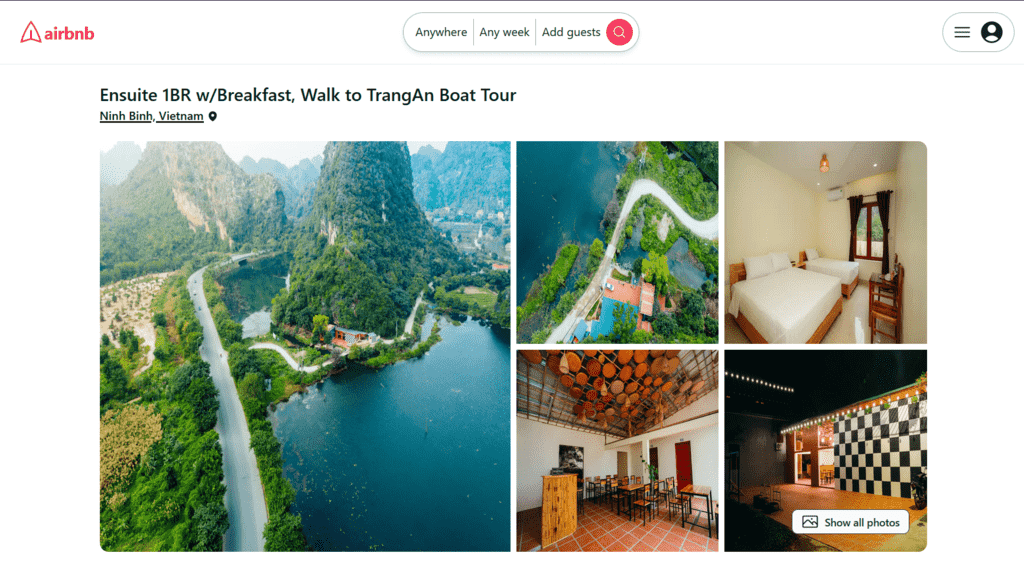 airbnb
Anywhere
Any week
Add guests
Ensuite 1BR w/Breakfast, Walk to TrangAn Boat Tour
Ninh Binh, Vietnam
Show all photos